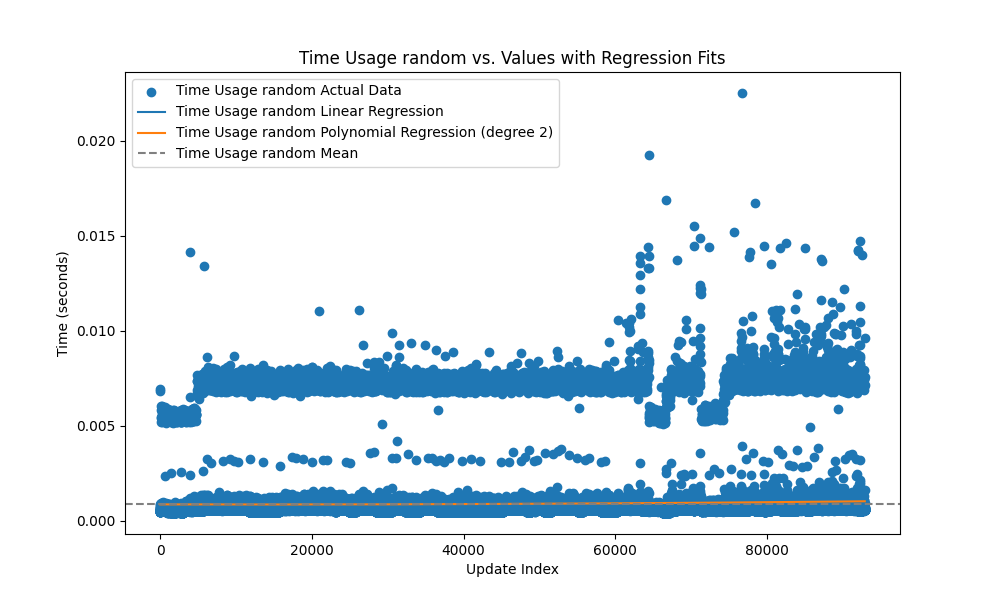 Time Usage random vs. Values with Regression Fits
Time Usage random Actual Data
Time Usage random Linear Regression
Time Usage random Polynomial Regression (degree 2)
Time Usage random Mean
Time (seconds)
0.020
0.015
0.010
0.005
0.000
0
20000
40000
60000
80000
Update Index